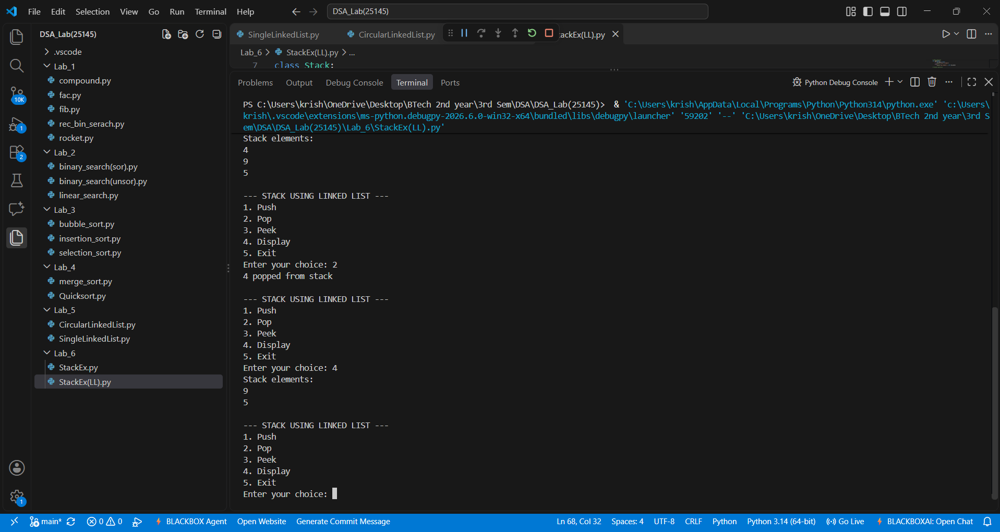 File Edit Selection View Go Run Terminal Help
DSA_Lab(25145)
DSA_Lab(25145)
.vscode
Lab_1
compound.py
fac.py
fib.py
rec_bin_serach.py
rocket.py
Lab_2
binary_search(sor).py
binary_search(unsor).py
linear_search.py
Lab_3
bubble_sort.py
insertion_sort.py
selection_sort.py
Lab_4
merge_sort.py
Quicksort.py
Lab_5
CircularLinkedList.py
SingleLinkedList.py
Lab_6
StackEx.py
StackEx(LL).py
10K
1
2
1
SingleLinkedList.py CircularLinkedList.py tackEx(LL).py
Lab_6 > StackEx(LL).py > ...
7 class Stack:
Problems Output Debug Console Terminal Ports
Python Debug Console
PS C:\Users\krish\OneDrive\Desktop\BTech 2nd year\3rd Sem\DSA\DSA_Lab(25145)> & 'C:\Users\krish\AppData\Local\Programs\Python\Python314\python.exe' 'c:\Users\
krish\.vscode\extensions\ms-python.debugpy-2026.6.0-win32-x64\bundled\libs\debugpy\launcher' '59202' '--' 'C:\Users\krish\OneDrive\Desktop\BTech 2nd year\3rd S
em\DSA\DSA_Lab(25145)\Lab_6\StackEx(LL).py'
Stack elements:
4
9
5
--- STACK USING LINKED LIST ---
1. Push
2. Pop
3. Peek
4. Display
5. Exit
Enter your choice: 2
4 popped from stack
--- STACK USING LINKED LIST ---
1. Push
2. Pop
3. Peek
4. Display
5. Exit
Enter your choice: 4
Stack elements:
9
5
--- STACK USING LINKED LIST ---
1. Push
2. Pop
3. Peek
4. Display
5. Exit
Enter your choice:
main* 0 0 BLACKBOX Agent Open Website Generate Commit Message Ln 68, Col 32 Spaces: 4 UTF-8 CRLF Python Python 3.14 (64-bit) Go Live BLACKBOXAI: Open Chat